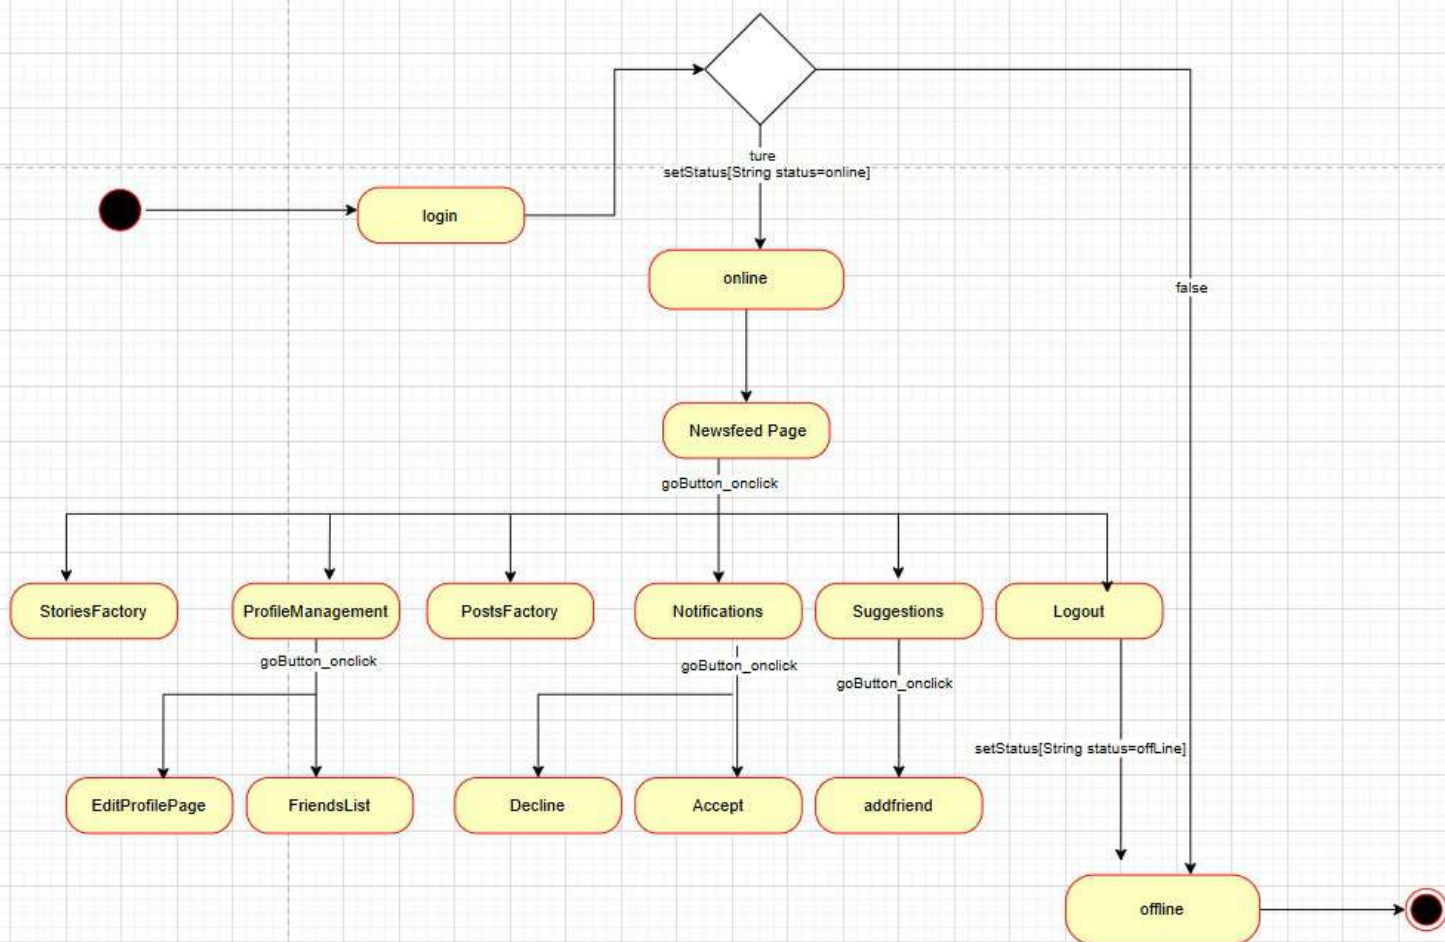 ture
setStatus[String status=online]
login
online
false
Newsfeed Page
goButton_onclick
StoriesFactory
ProfileManagement
PostsFactory
Notifications
Suggestions
Logout
goButton_onclick
goButton_onclick
goButton_onclick
setStatus[String status=offLine]
EditProfilePage
FriendsList
Decline
Accept
addfriend
offline